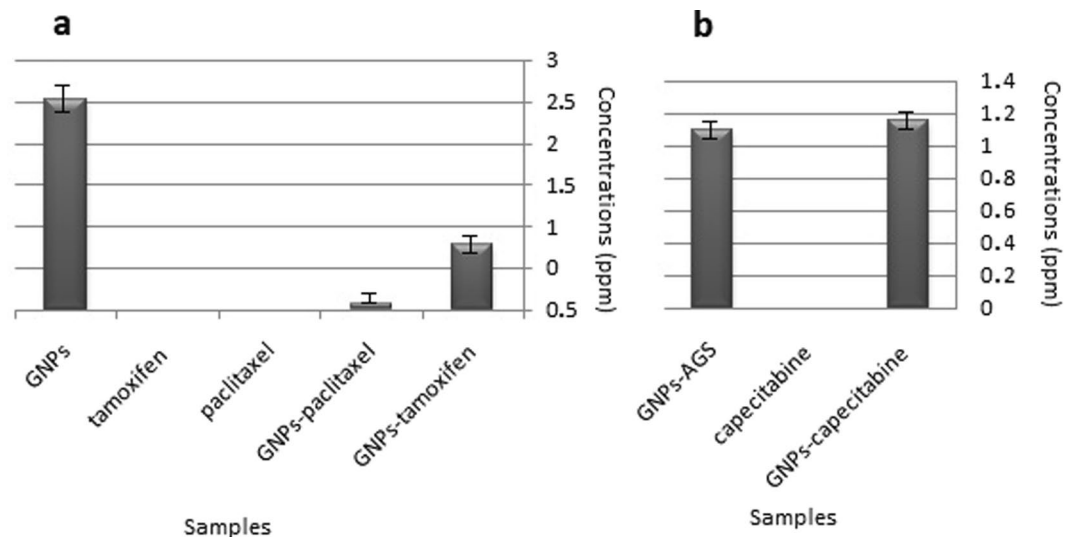 a
3
2.5
2
1.5
1
0
0.5
Concentrations (ppm)
GNPs
tamoxifen
paclitaxel
GNPs-paclitaxel
GNPs-tamoxifen
Samples
b
1.4
1.2
1
0.8
0.6
0.4
0.2
0
Concentrations (ppm)
GNPs-AGS
capecitabine
GNPs-capecitabine
Samples